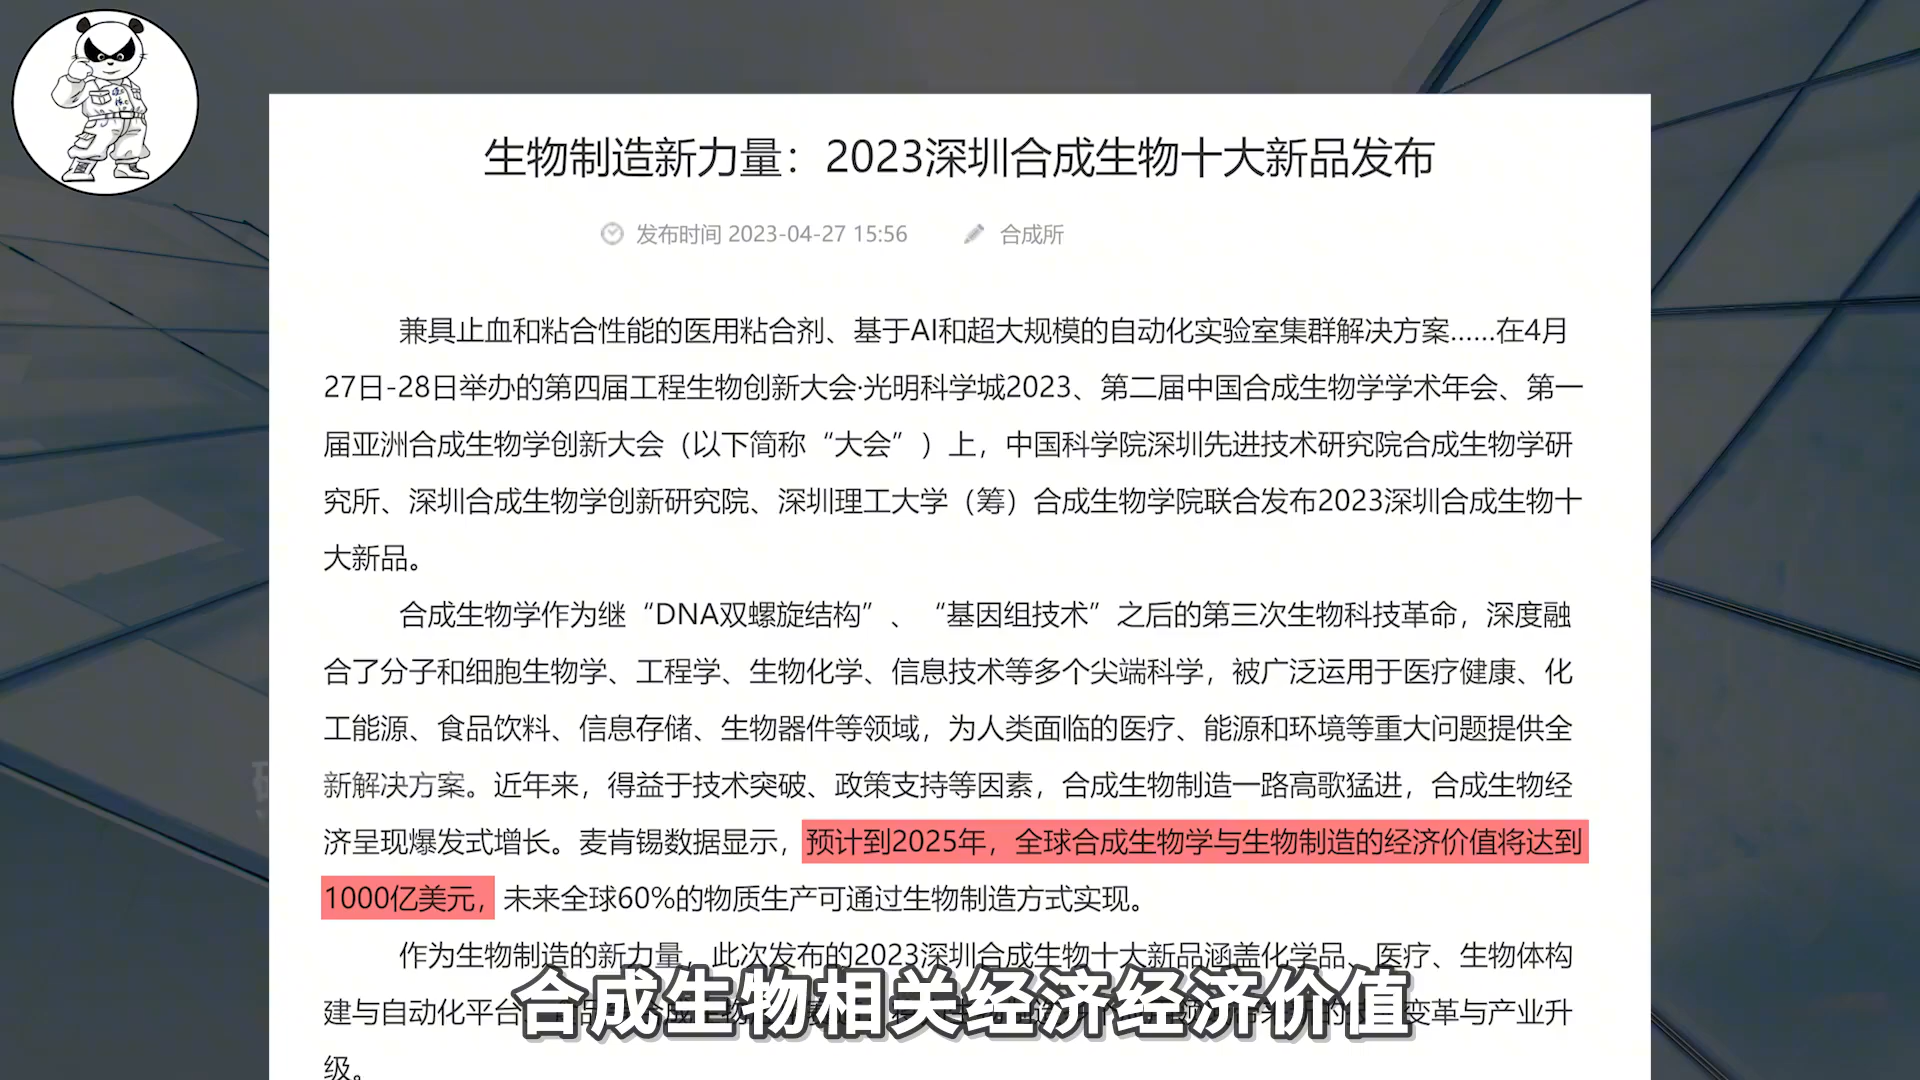 生物制造新力量：2023深圳合成生物十大新品发布
发布时间 2023-04-27 15:56 合成所
兼具止血和粘合性能的医用粘合剂、基于AI和超大规模的自动化实验室集群解决方案……在4月
27日-28日举办的第四届工程生物创新大会·光明科学城2023、第二届中国合成生物学学术年会、第一
届亚洲合成生物学创新大会（以下简称“大会”）上，中国科学院深圳先进技术研究院合成生物学研
究所、深圳合成生物学创新研究院、深圳理工大学（筹）合成生物学院联合发布2023深圳合成生物十
大新品。
合成生物学作为继“DNA双螺旋结构”、“基因组技术”之后的第三次生物科技革命，深度融
合了分子和细胞生物学、工程学、生物化学、信息技术等多个尖端科学，被广泛运用于医疗健康、化
工能源、食品饮料、信息存储、生物器件等领域，为人类面临的医疗、能源和环境等重大问题提供全
新解决方案。近年来，得益于技术突破、政策支持等因素，合成生物制造一路高歌猛进，合成生物经
济呈现爆发式增长。麦肯锡数据显示，预计到2025年，全球合成生物学与生物制造的经济价值将达到
1000亿美元，未来全球60%的物质生产可通过生物制造方式实现。
作为生物制造的新力量，此次发布的2023深圳合成生物十大新品涵盖化学品、医疗、生物体构
建与自动化平台 变革与产业升
级。
合成生物相关经济经济价值